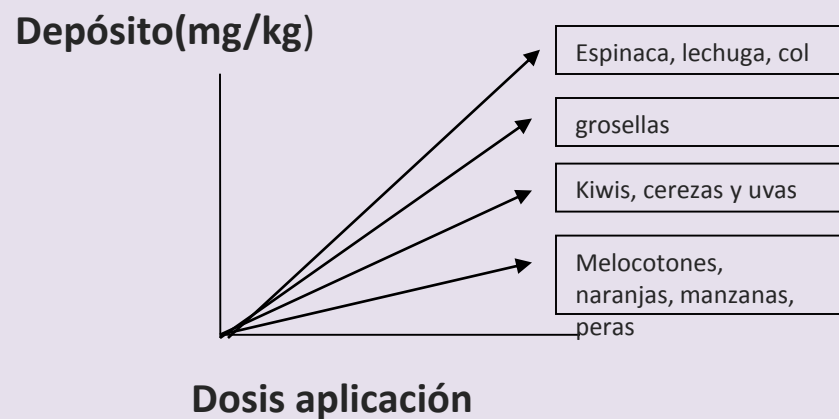 Depósito(mg/kg)
Espinaca, lechuga, col
grosellas
Kiwis, cerezas y uvas
Melocotones,
naranjas, manzanas,
peras
Dosis aplicación